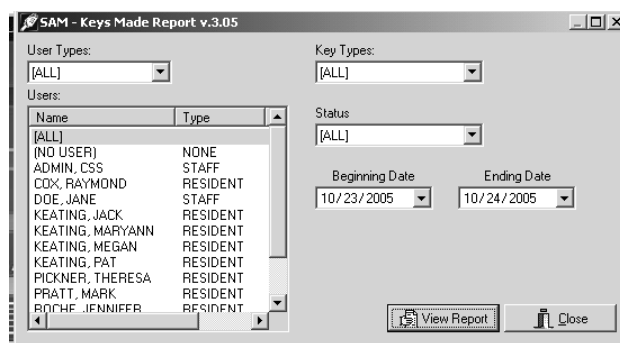 SAM - Keys Made Report v.3.05
User Types:
[ALL]
Users:
Name Type
[ALL]
(NO USER) NONE
ADMIN, CSS STAFF
COX, RAYMOND RESIDENT
DOE, JANE STAFF
KEATING, JACK RESIDENT
KEATING, MARYANN RESIDENT
KEATING, MEGAN RESIDENT
KEATING, PAT RESIDENT
PICKNER, THERESA RESIDENT
PRATT, MARK RESIDENT
ROCHE, JENNIFER RESIDENT
Key Types:
[ALL]
Status
[ALL]
Beginning Date Ending Date
10/23/2005 10/24/2005
View Report Close